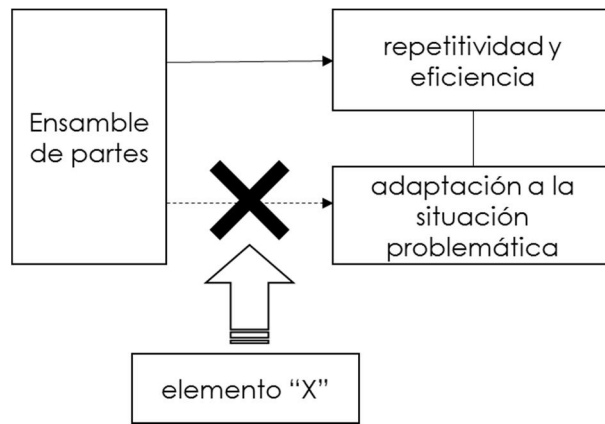 Ensamble
de partes
repetitividad y
eficiencia
adaptación a la
situación
problemática
elemento “X”